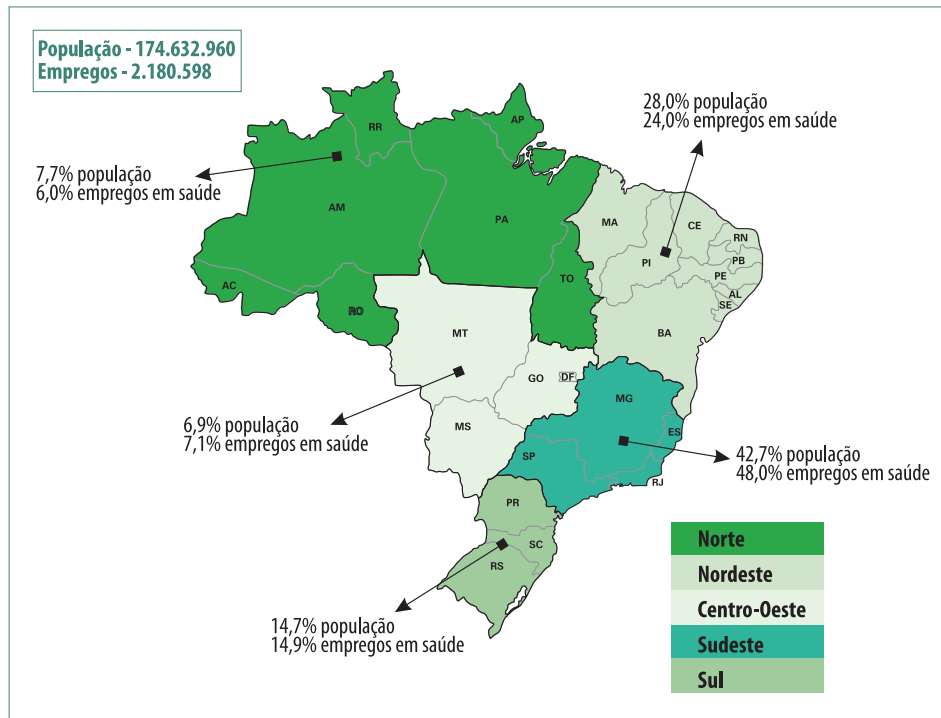 População - 174.632.960
Empregos - 2.180.598
28,0% população
24,0% empregos em saúde
7,7% população
6,0% empregos em saúde
RR
AP
AM
PA
MA
CE
RN
PB
PI
PE
AL
SE
TO
AC
RO
BA
MT
GO
DF
MG
ES
MS
SP
RJ
6,9% população
7,1% empregos em saúde
42,7% população
48,0% empregos em saúde
PR
SC
RS
14,7% população
14,9% empregos em saúde
Norte
Nordeste
Centro-Oeste
Sudeste
Sul